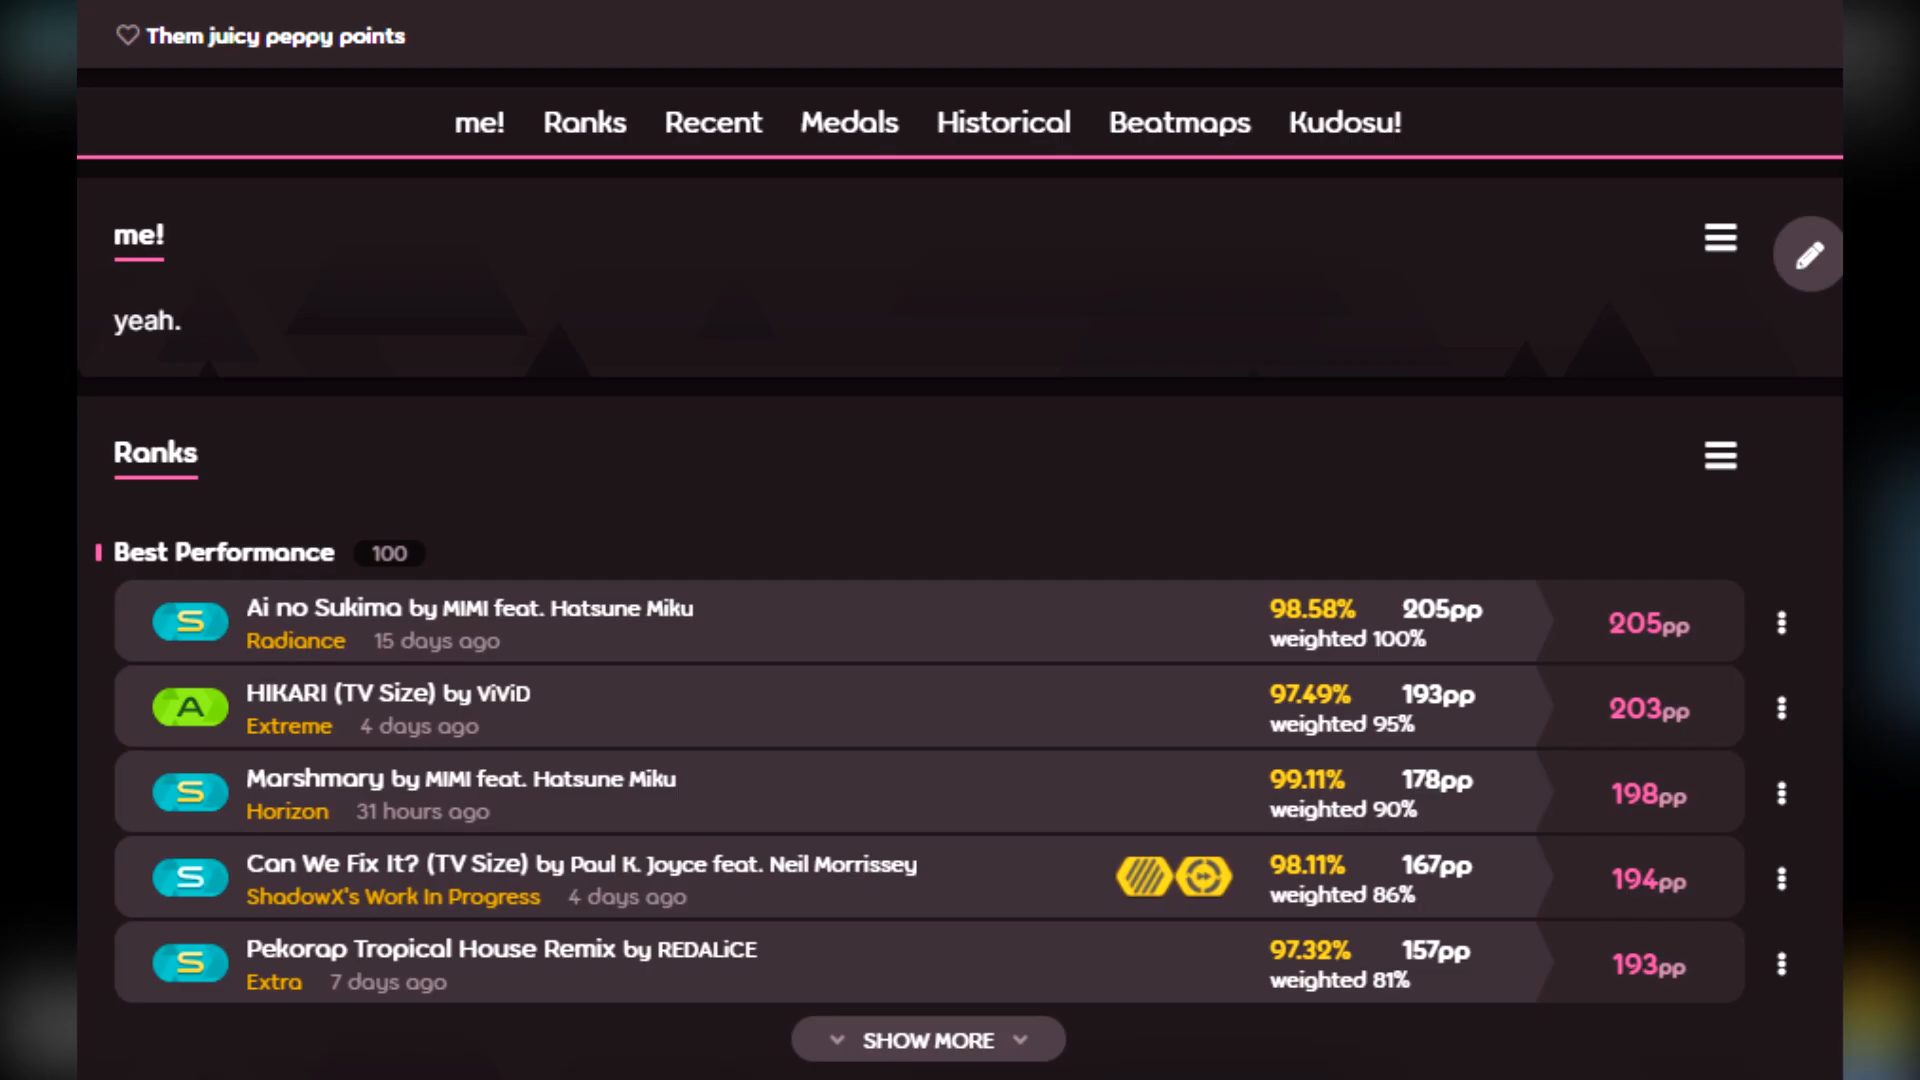 Them juicy peppy points
me! Ranks Recent Medals Historical Beatmaps Kudosu!
me!
yeah.
Ranks
Best Performance 100
S Ai no Sukima by MIMI feat. Hatsune Miku 98.58% 205pp 205pp
Radiance 15 days ago weighted 100%
A HIKARI (TV Size) by ViViD 97.49% 193pp 203pp
Extreme 4 days ago weighted 95%
S Marshmary by MIMI feat. Hatsune Miku 99.11% 178pp 198pp
Horizon 31 hours ago weighted 90%
S Can We Fix It? (TV Size) by Paul K. Joyce feat. Neil Morrissey 98.11% 167pp 194pp
ShadowX's Work In Progress 4 days ago weighted 86%
S Pekorap Tropical House Remix by REDALiCE 97.32% 157pp 193pp
Extra 7 days ago weighted 81%
SHOW MORE